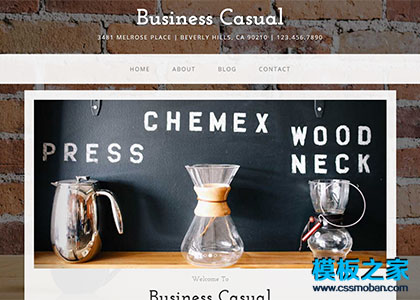 Business Casual
3481 MELROSE PLACE | BEVERLY HILLS, CA 90210 | 123.456.7890
HOME ABOUT BLOG CONTACT
CHEMEX
PRESS
WOOD
NECK
Welcome To
Business Casual
模板之家
www.cssmoban.com